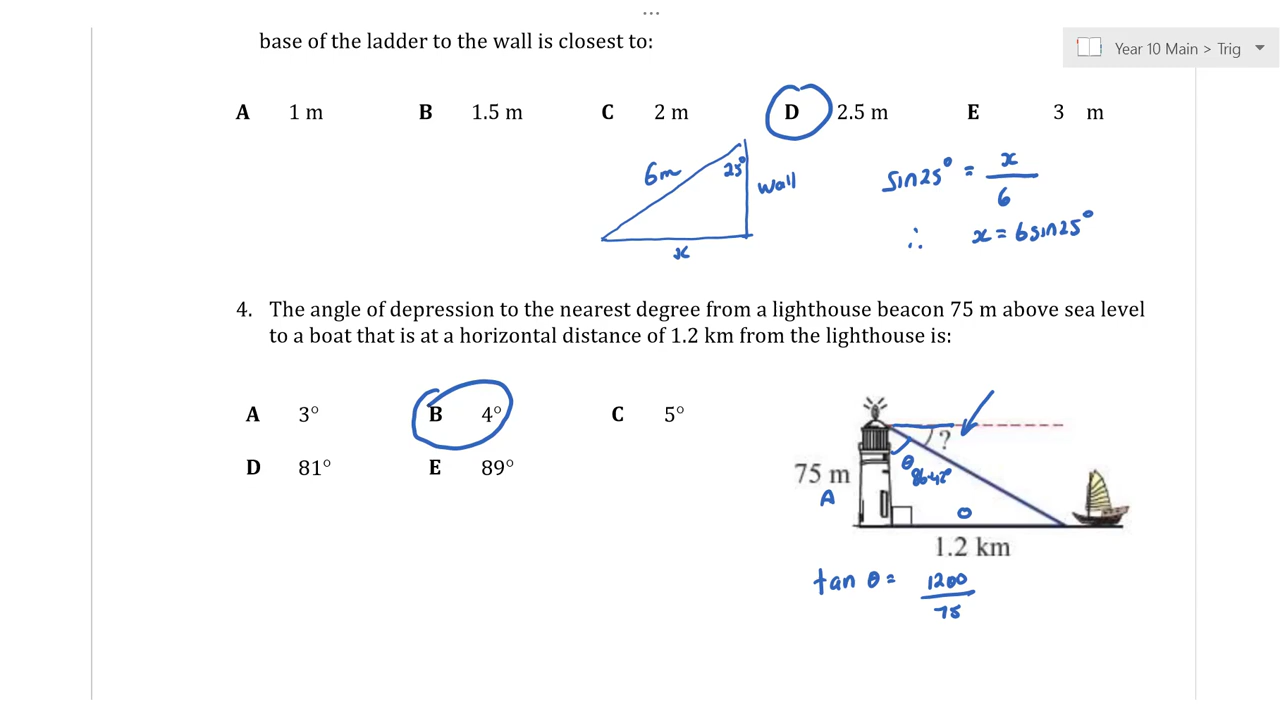 ...
base of the ladder to the wall is closest to:
Year 10 Main > Trig
A 1 m B 1.5 m C 2 m D 2.5 m E 3 m
6m 25° wall
x
sin25° = x/6
∴ x = 6sin25°
4. The angle of depression to the nearest degree from a lighthouse beacon 75 m above sea level
to a boat that is at a horizontal distance of 1.2 km from the lighthouse is:
A 3° B 4° C 5°
D 81° E 89°
?
θ
75 m 86.42°
A O
1.2 km
tan θ = 1200/75